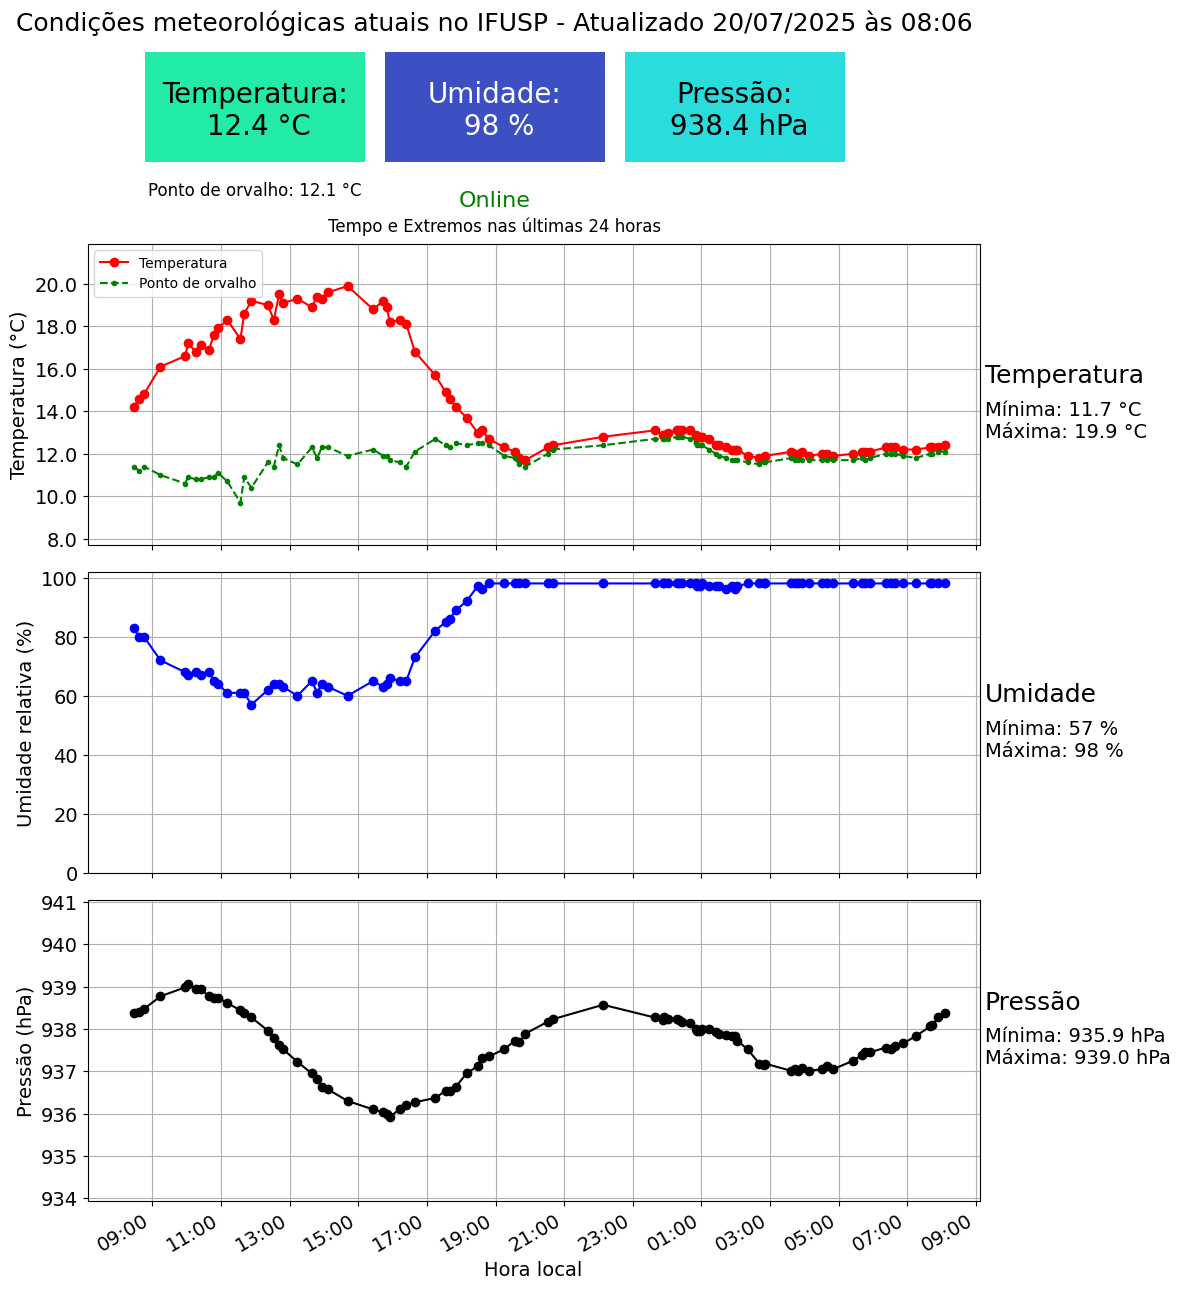 Condições meteorológicas atuais no IFUSP - Atualizado 20/07/2025 às 08:06
Temperatura:
12.4 °C
Umidade:
98 %
Pressão:
938.4 hPa
Ponto de orvalho: 12.1 °C
Online
Tempo e Extremos nas últimas 24 horas
Temperatura
Ponto de orvalho
Temperatura (°C)
20.0
18.0
16.0
14.0
12.0
10.0
8.0
Temperatura
Mínima: 11.7 °C
Máxima: 19.9 °C
Umidade relativa (%)
100
80
60
40
20
0
Umidade
Mínima: 57 %
Máxima: 98 %
Pressão (hPa)
941
940
939
938
937
936
935
934
Pressão
Mínima: 935.9 hPa
Máxima: 939.0 hPa
09:00
11:00
13:00
15:00
17:00
19:00
21:00
23:00
01:00
03:00
05:00
07:00
09:00
Hora local